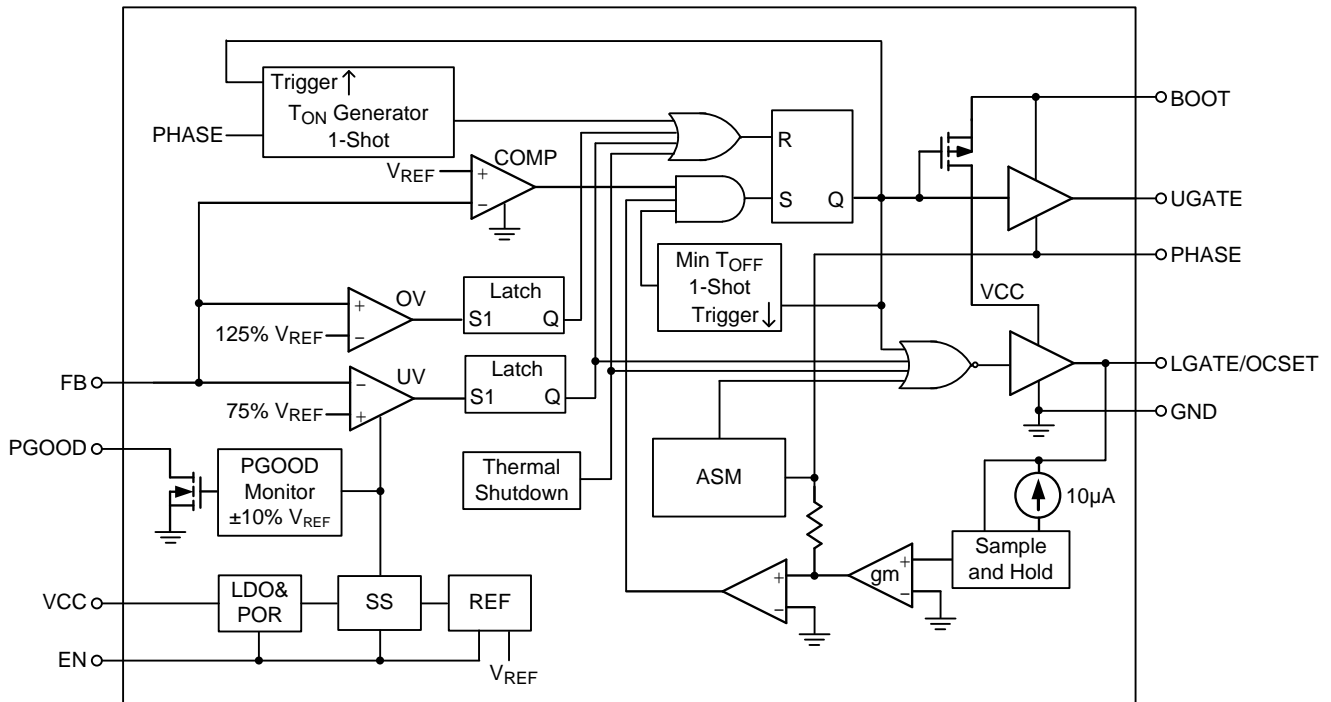 Trigger ↑
TON Generator
1-Shot
PHASE
VREF
COMP
+
−
R
S
Q
BOOT
UGATE
PHASE
Min TOFF
1-Shot
Trigger ↓
VCC
OV
+
−
125% VREF
Latch
S1
Q
UV
−
+
75% VREF
Latch
S1
Q
FB
LGATE/OCSET
GND
PGOOD
PGOOD
Monitor
±10% VREF
Thermal
Shutdown
ASM
10µA
Sample
and Hold
+
−
gm
+
−
VCC
LDO&
POR
SS
REF
EN
VREF